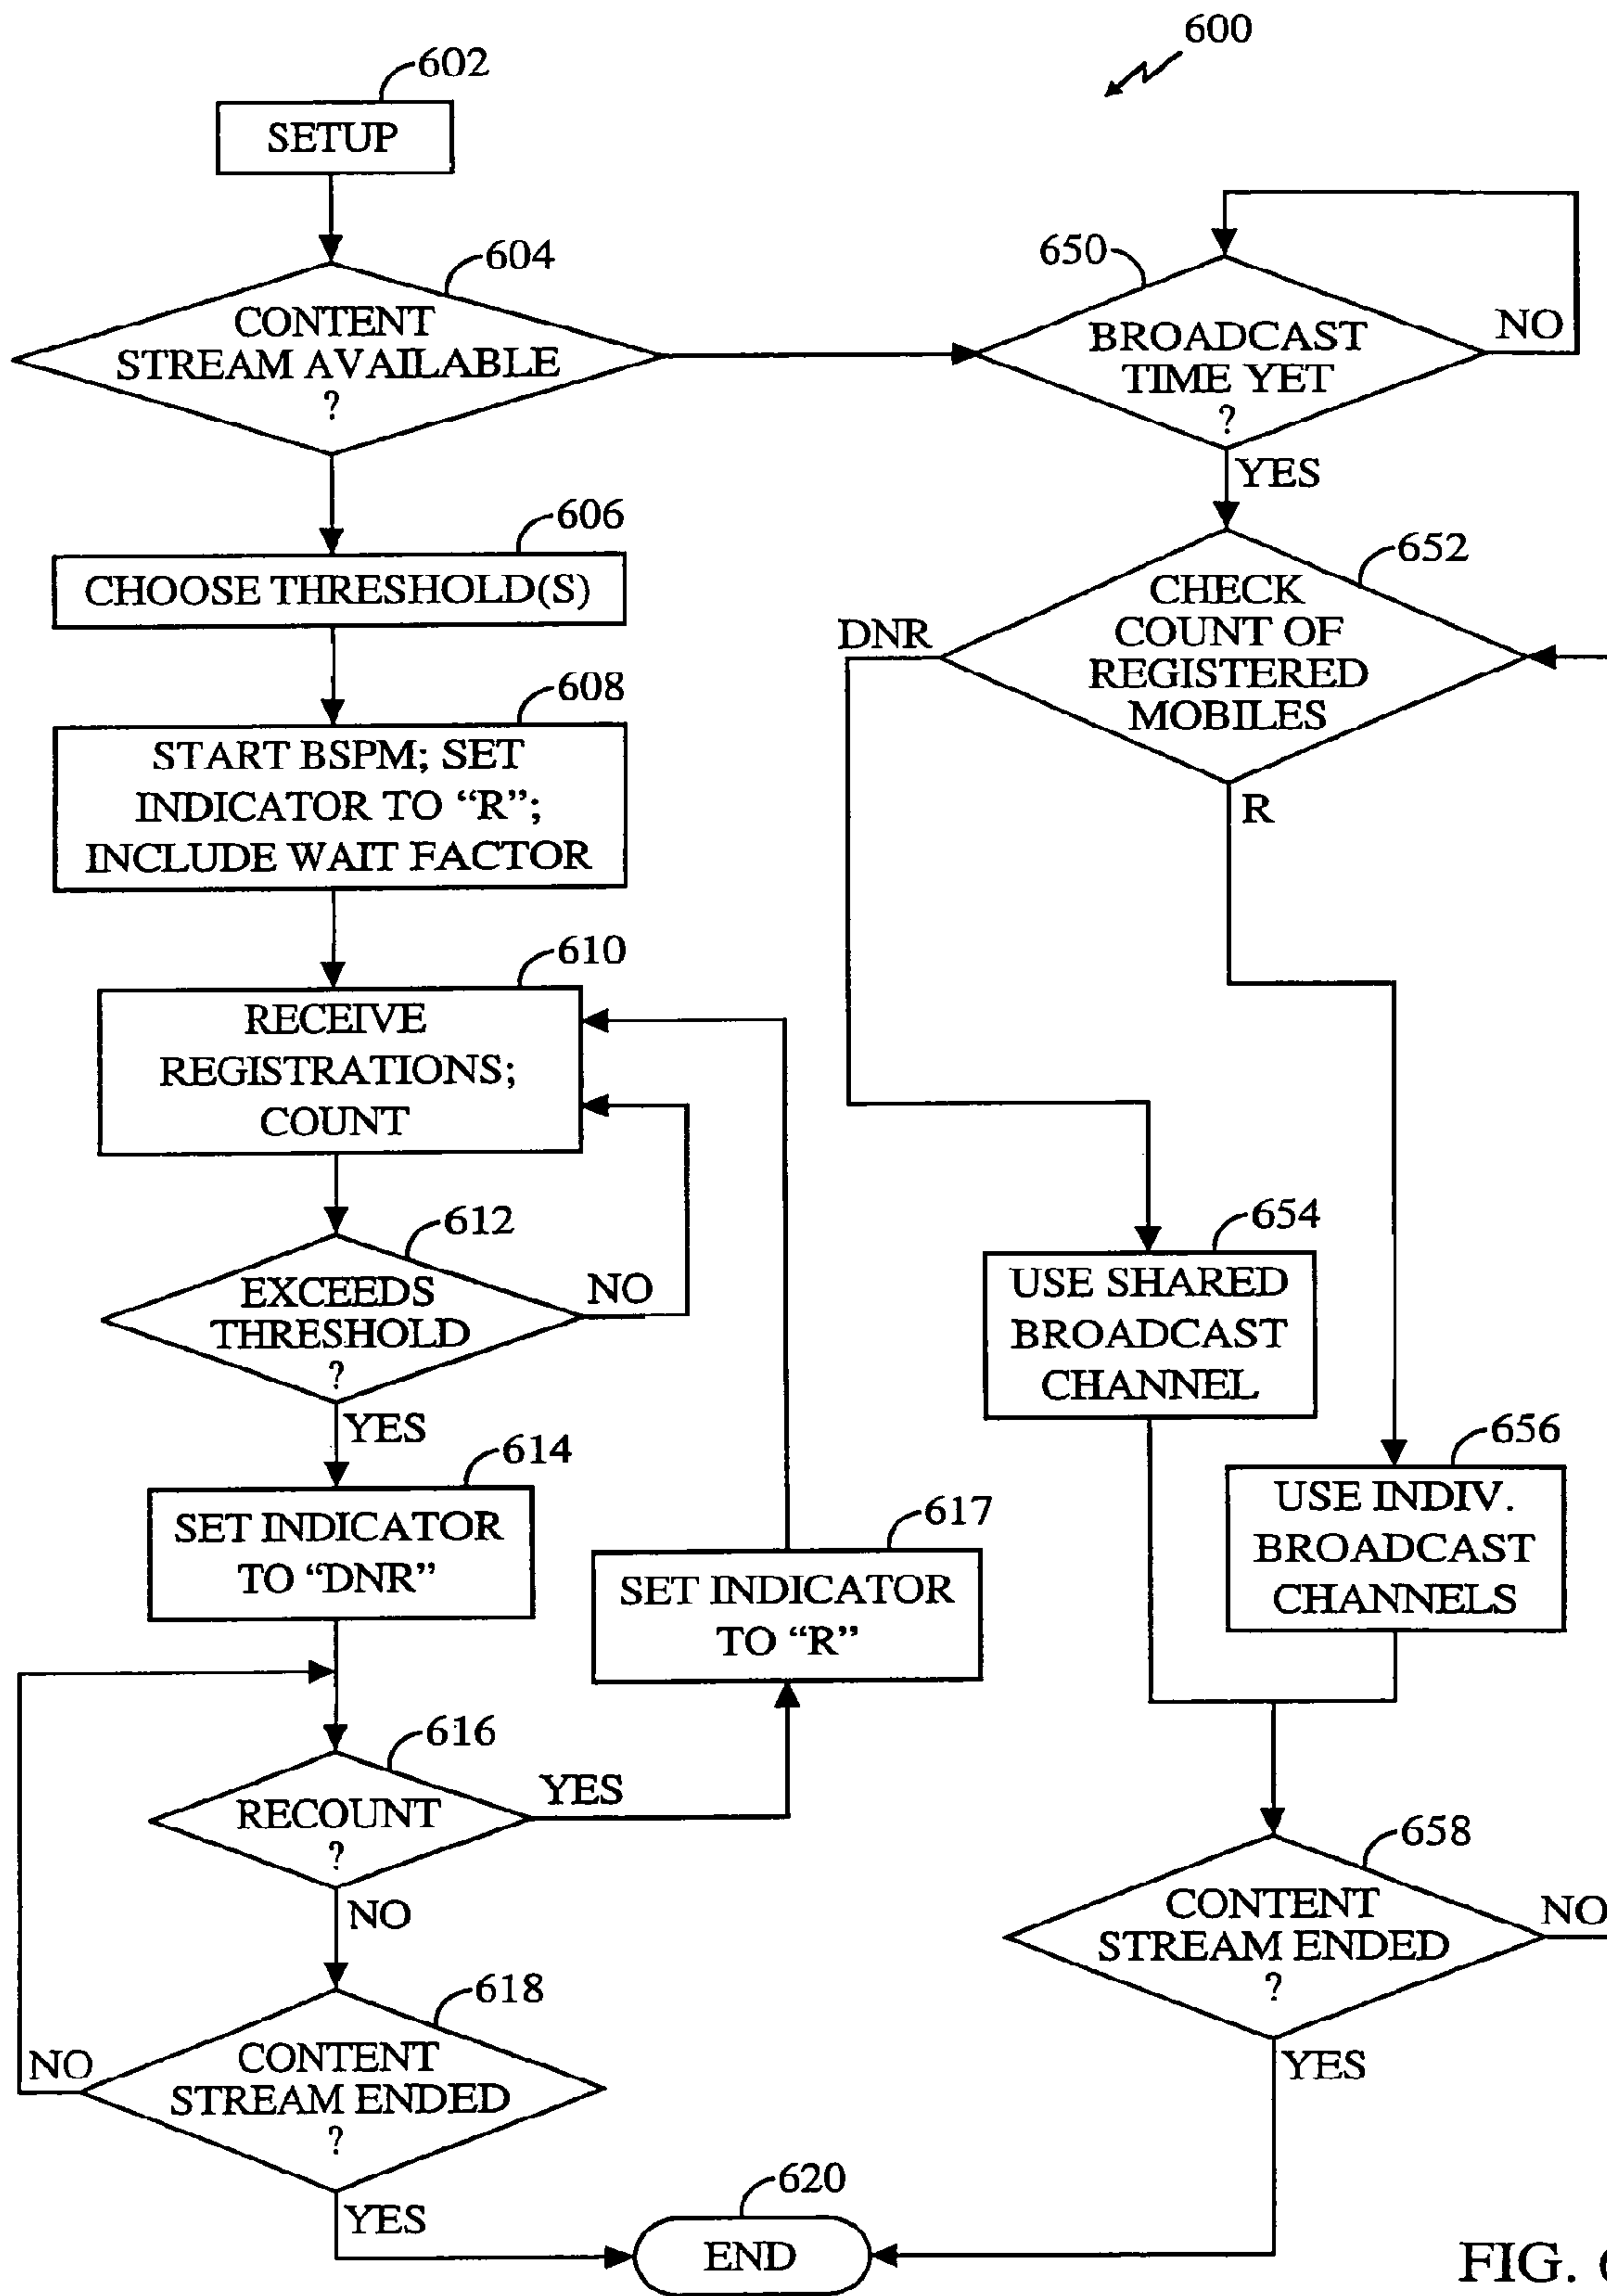 600
602
SETUP
604
CONTENT
STREAM AVAILABLE
?
650
BROADCAST
TIME YET
?
NO
YES
606
CHOOSE THRESHOLD(S)
652
CHECK
COUNT OF
REGISTERED
MOBILES
DNR
R
608
START BSPM; SET
INDICATOR TO “R”;
INCLUDE WAIT FACTOR
610
RECEIVE
REGISTRATIONS;
COUNT
612
EXCEEDS
THRESHOLD
?
NO
YES
654
USE SHARED
BROADCAST
CHANNEL
656
USE INDIV.
BROADCAST
CHANNELS
614
SET INDICATOR
TO “DNR”
617
SET INDICATOR
TO “R”
616
RECOUNT
?
YES
NO
658
CONTENT
STREAM ENDED
?
NO
YES
618
CONTENT
STREAM ENDED
?
NO
YES
620
END
FIG. 6